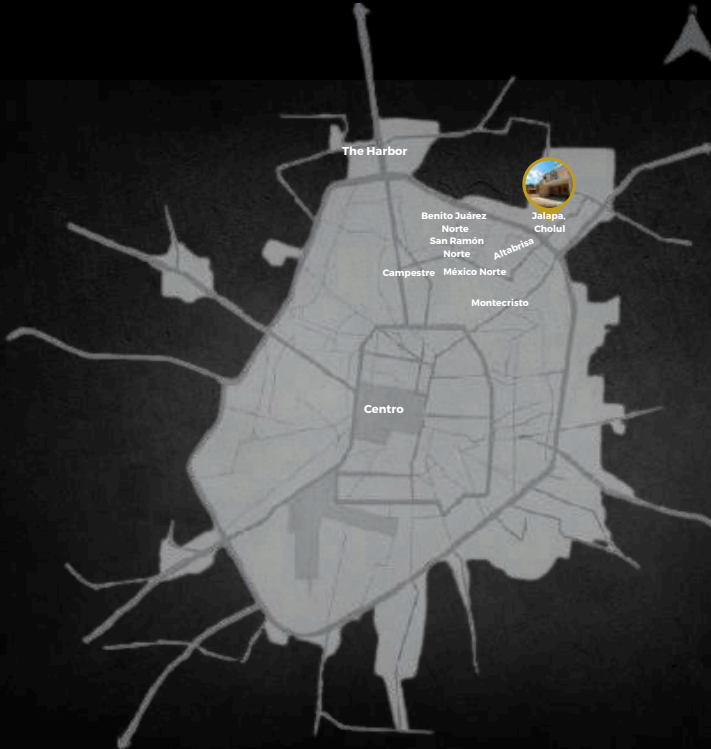 The Harbor
Benito Juárez
Norte
Jalapa,
Cholul
San Ramón
Norte
Altabrisa
Campestre
México Norte
Montecristo
Centro